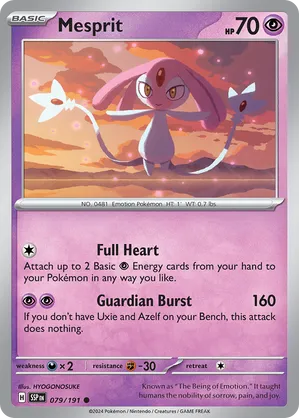 BASIC
Mesprit
HP 70
NO. 0481 Emotion Pokémon. HT: 1' WT: 0.7 lbs
Full Heart
Attach up to 2 Basic Energy cards from your hand to
your Pokémon in any way you like.
Guardian Burst 160
If you don't have Uxie and Azelf on your Bench, this attack
does nothing.
weakness ×2 resistance -30 retreat
H SSP EN 079/191
Known as "The Being of Emotion." It taught
humans the nobility of sorrow, pain, and joy.
Illus. HYOGONOSUKE
©2024 Pokémon / Nintendo / Creatures / GAME FREAK